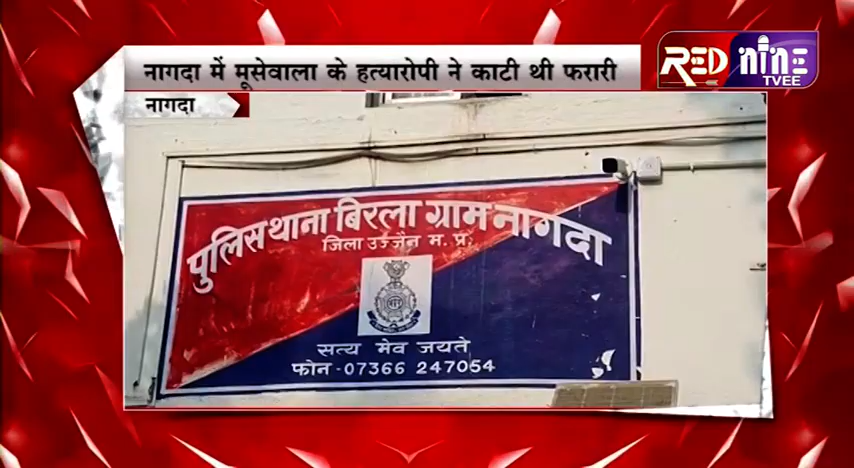 नागदा में मूसेवाला के हत्यारोपी ने काटी थी फरारी
RED NINE
TVEE
नागदा
पुलिस थाना बिरला ग्राम नागदा
जिला उज्जैन म. प्र.
सत्य मेव जयते
फोन - 07366 247054